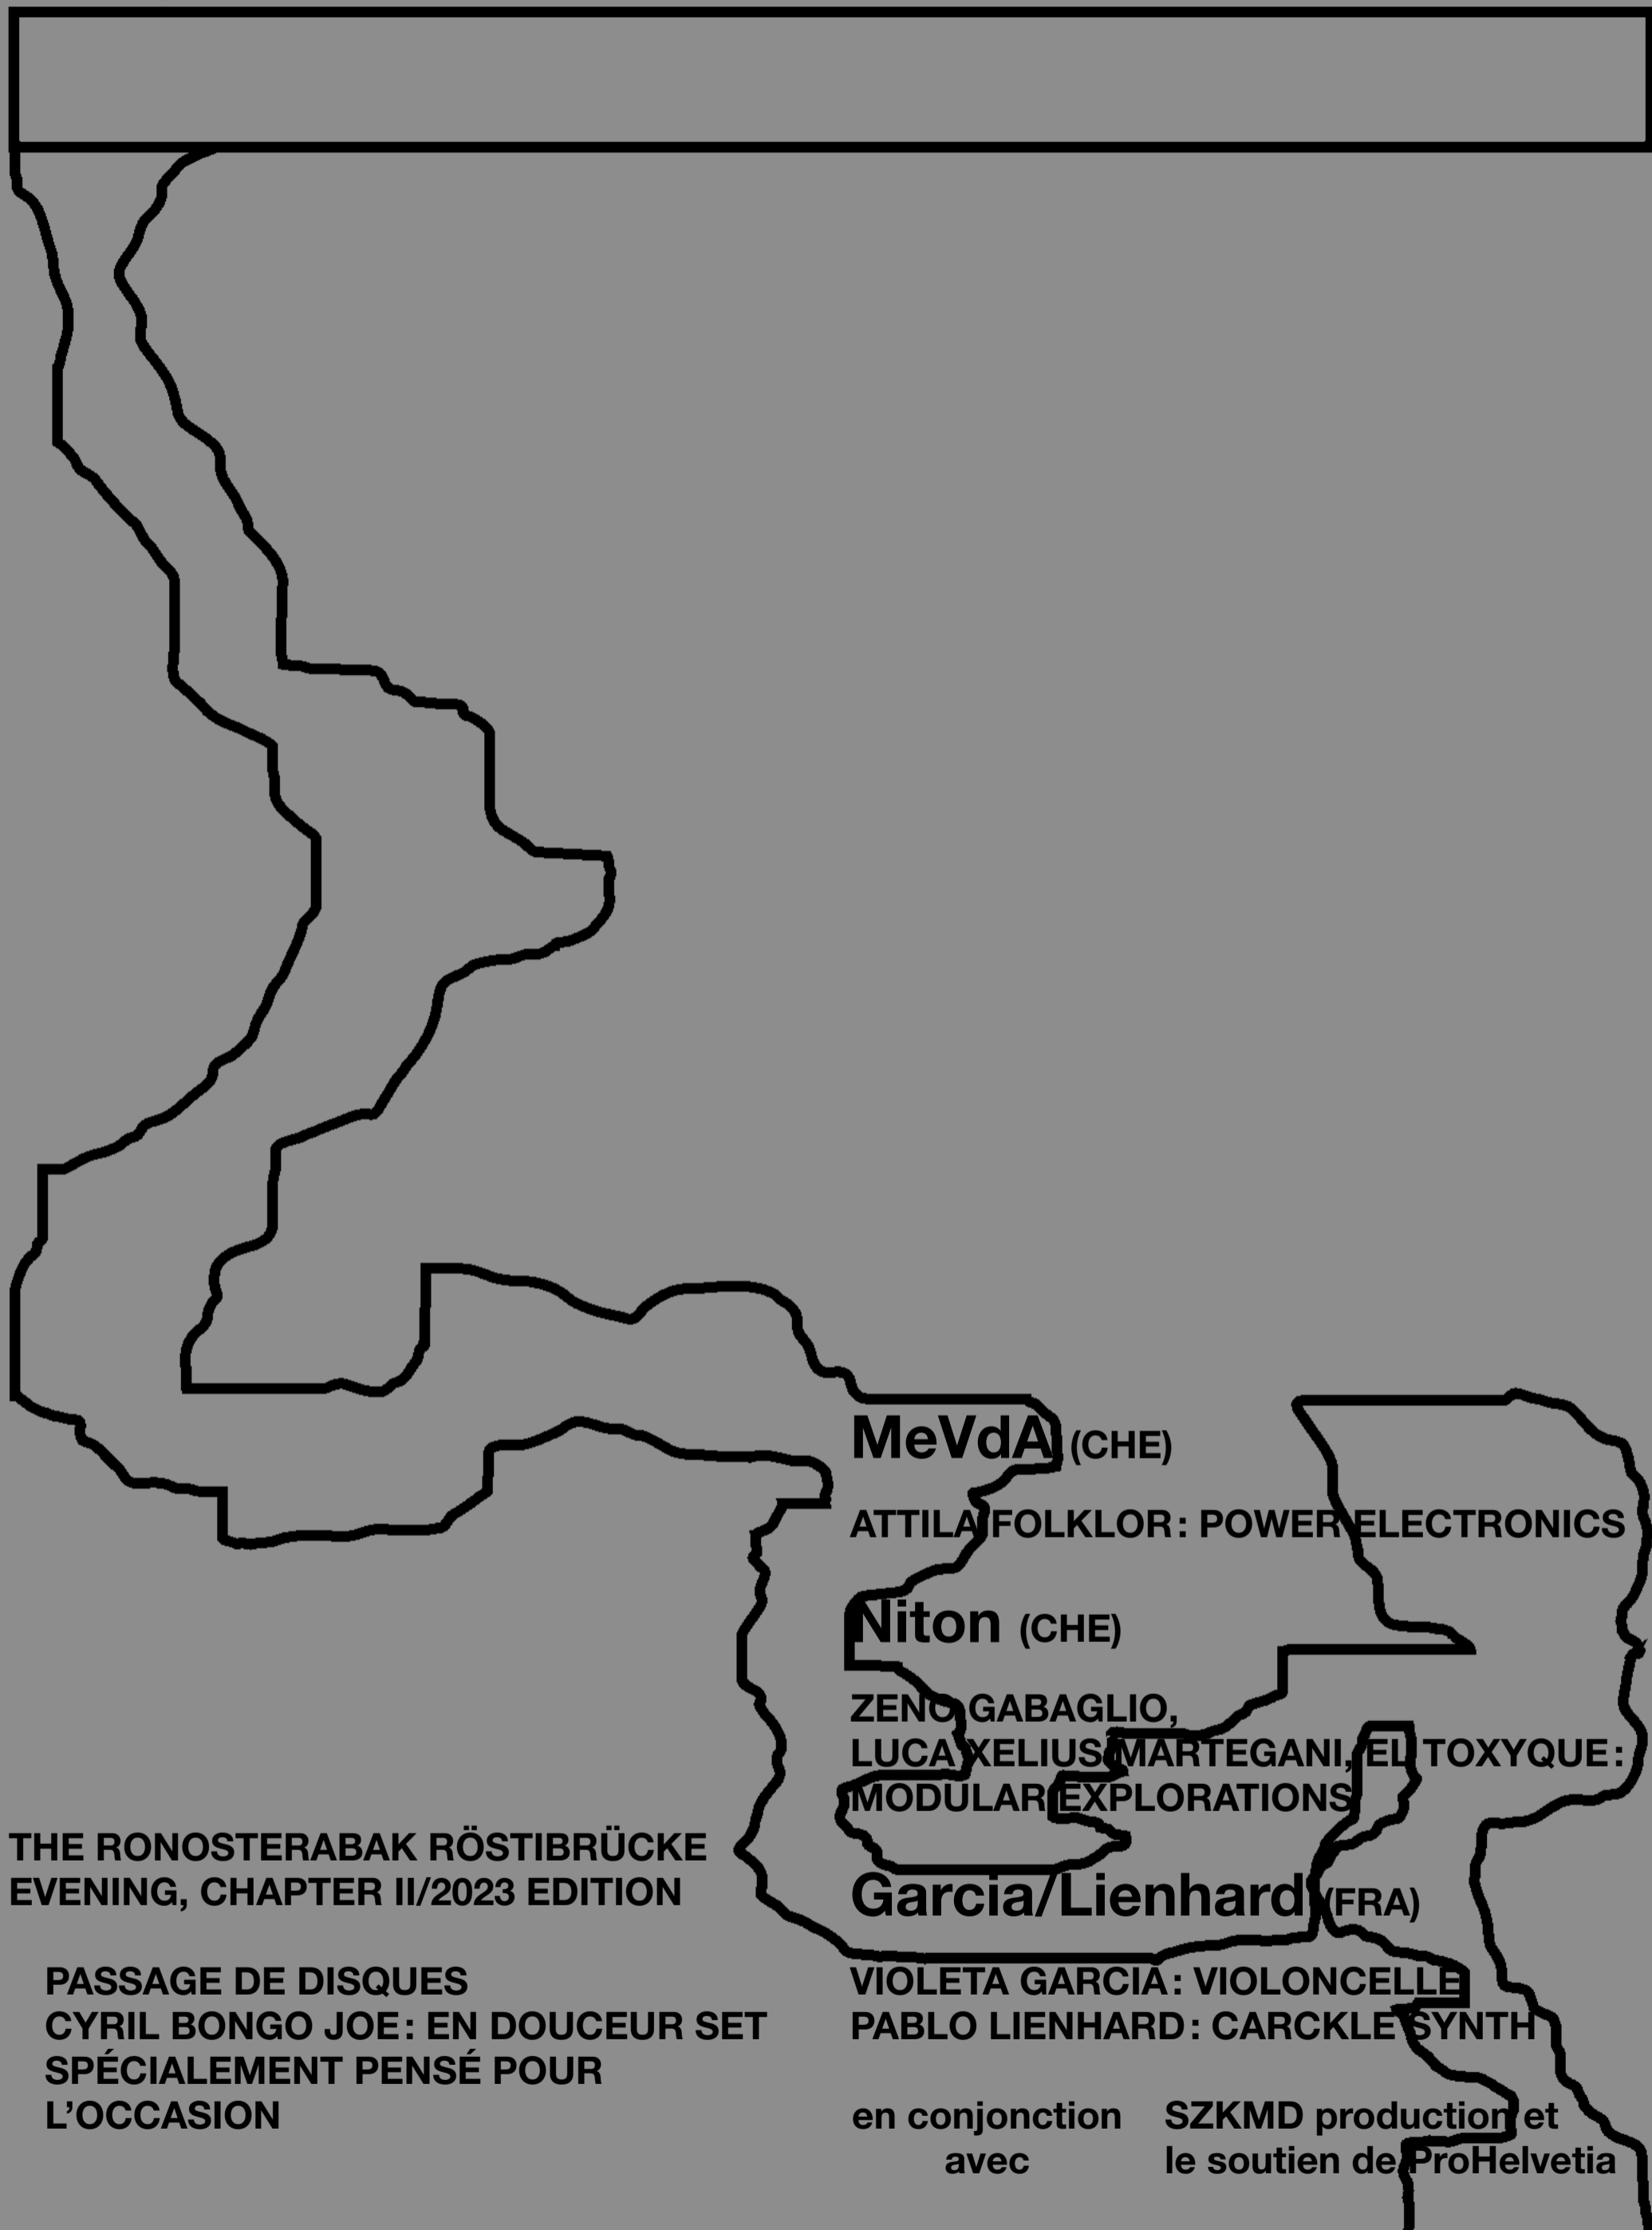 MeVdA (CHE)
ATTILA FOLKLOR: POWER ELECTRONICS
Niton (CHE)
ZENO GABAGLIO,
LUCA XELIUS MARTEGANI, EL TOXYQUE:
MODULAR EXPLORATIONS
Garcia/Lienhard (FRA)
VIOLETA GARCIA: VIOLONCELLE
PABLO LIENHARD: CARCKLE SYNTH
THE RONOSTERABAK RÖSTIBRÜCKE
EVENING, CHAPTER II/2023 EDITION
PASSAGE DE DISQUES
CYRIL BONGO JOE: EN DOUCEUR SET
SPÉCIALEMENT PENSÉ POUR
L'OCCASION
en conjonction
avec
SZKMD production et
le soutien de ProHelvetia